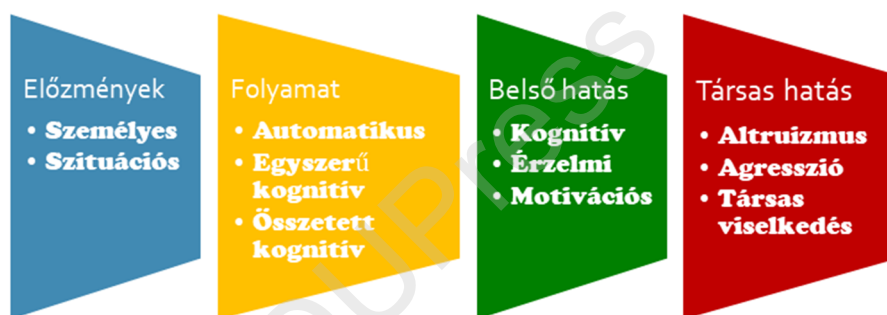 Előzmények
• Személyes
• Szituációs
Folyamat
• Automatikus
• Egyszerű
kognitív
• Összetett
kognitív
Belső hatás
• Kognitív
• Érzelmi
• Motivációs
Társas hatás
• Altruizmus
• Agresszió
• Társas
viselkedés